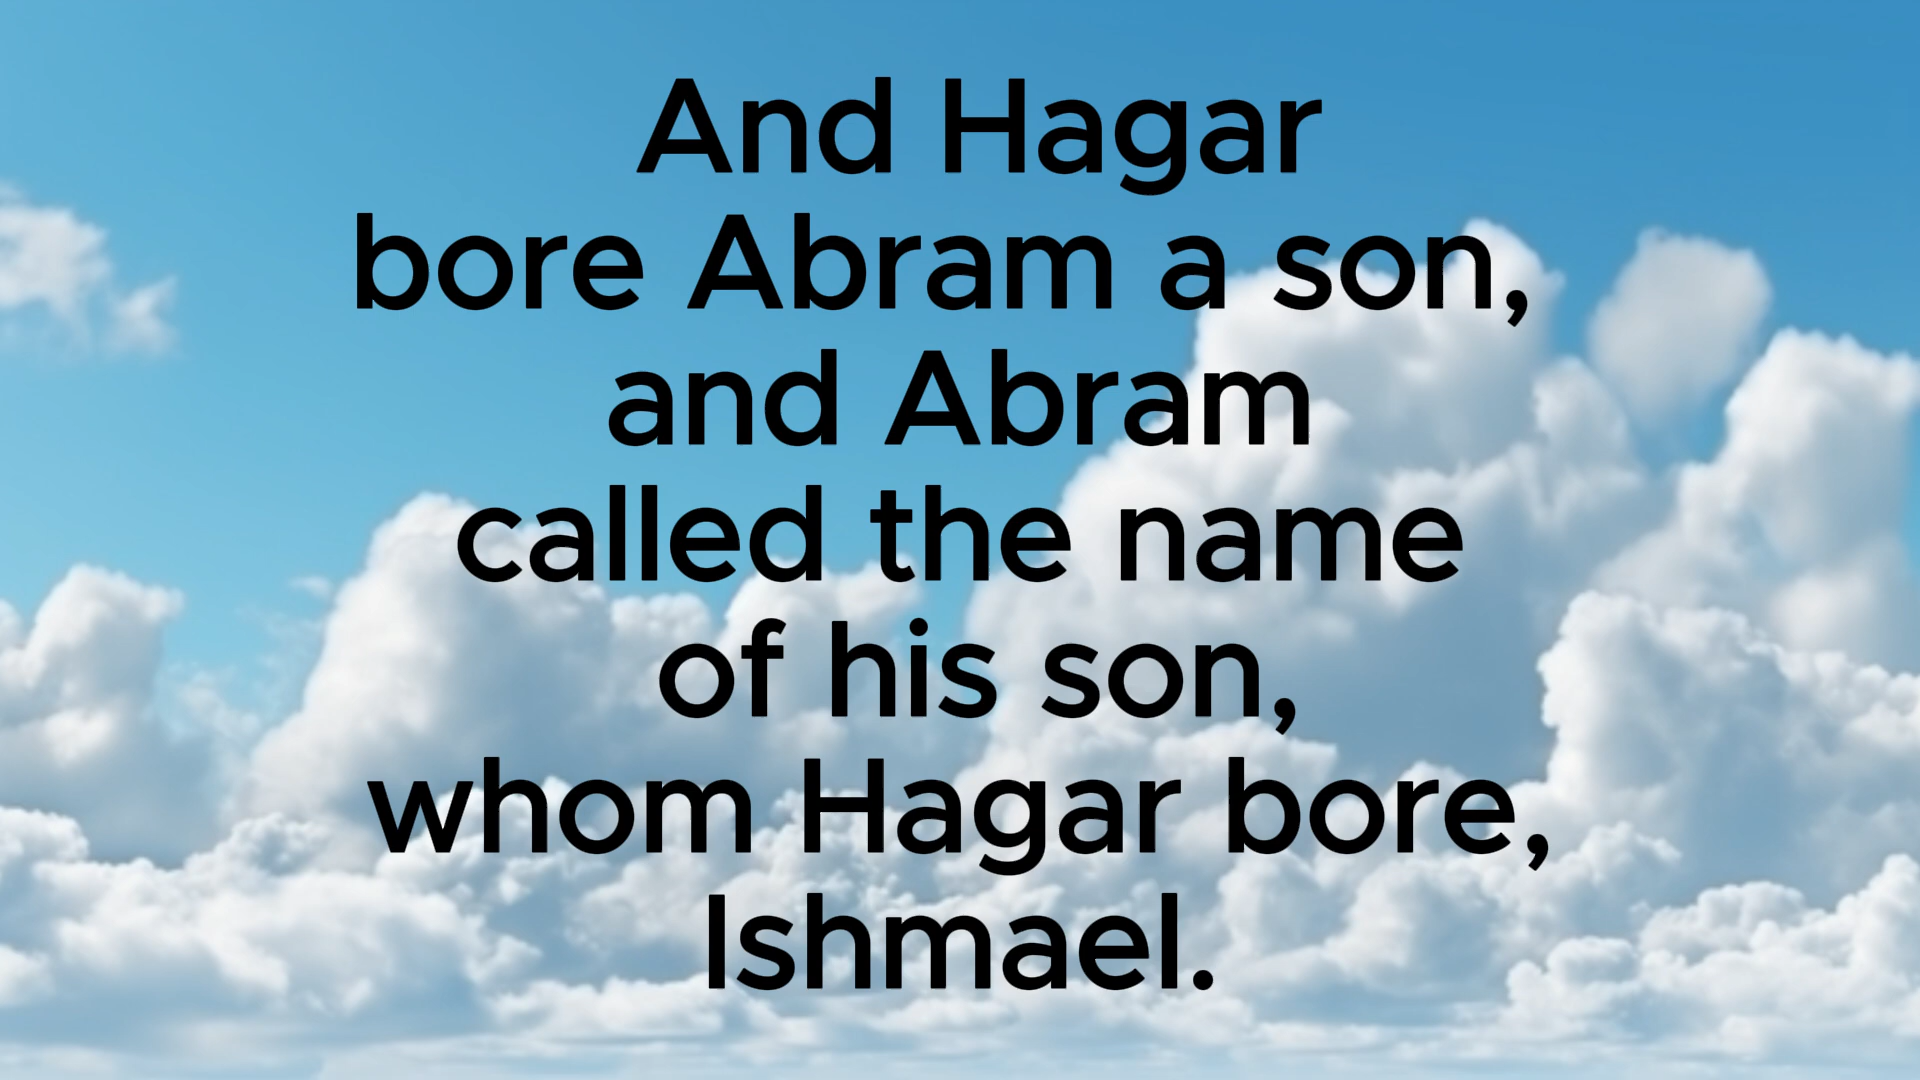 And Hagar
bore Abram a son,
and Abram
called the name
of his son,
whom Hagar bore,
Ishmael.